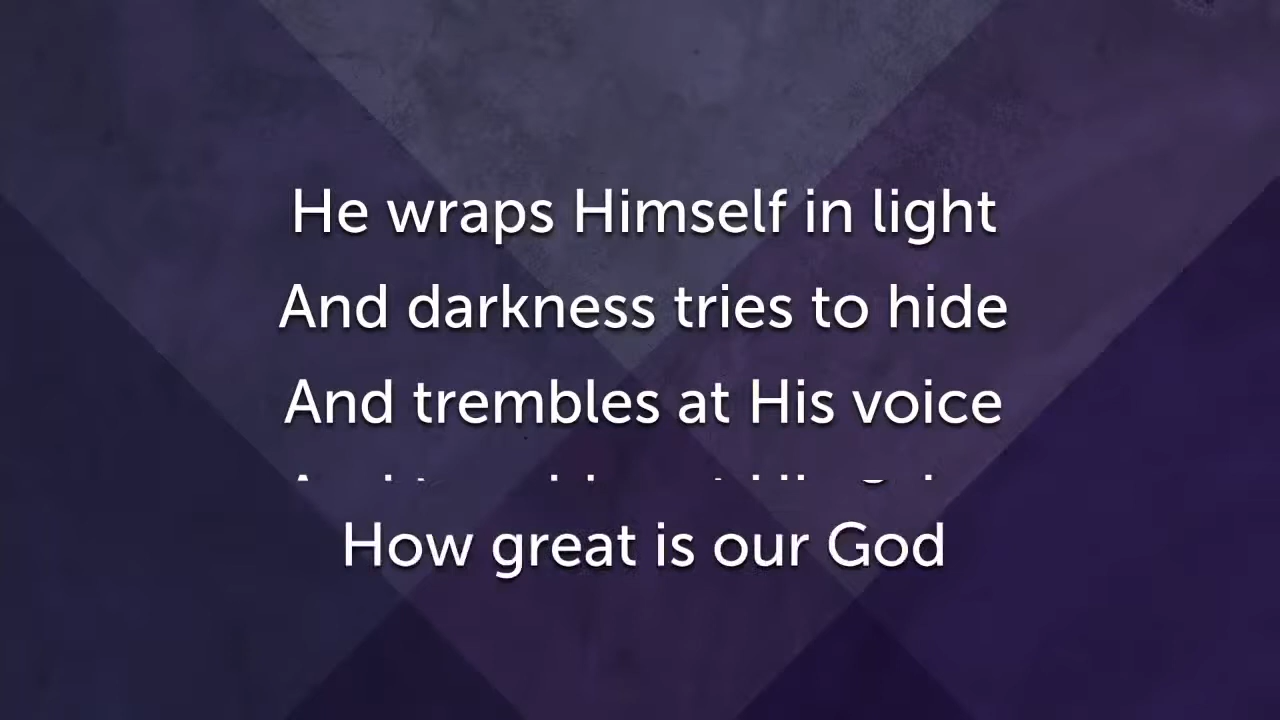 He wraps Himself in light
And darkness tries to hide
And trembles at His voice
How great is our God